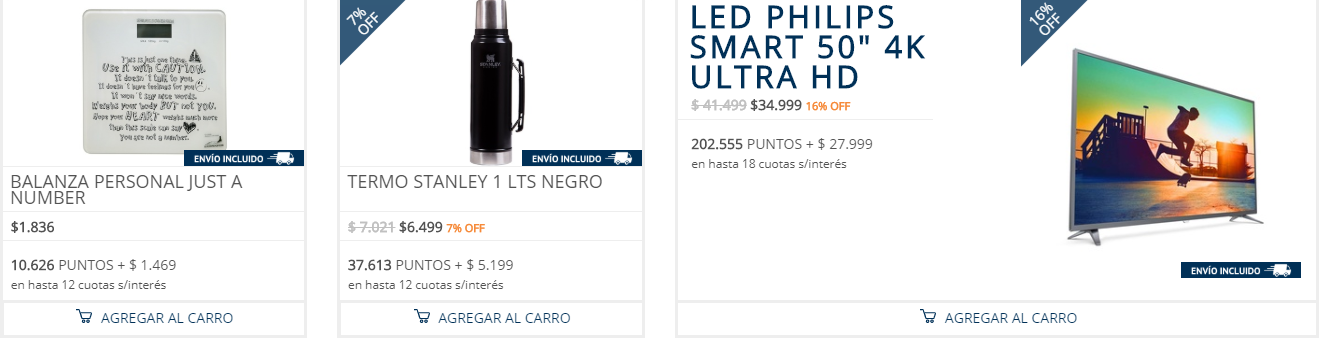 This is just one thing.
Use it with CAUTION.
It doesn't talk to you.
It doesn't have feelings for you
It won't say nice words.
Weighs your body BUT not you.
Hope your HEART weighs much more
Than this scale can say
you are not a number.
ENVÍO INCLUIDO
BALANZA PERSONAL JUST A
NUMBER
$1.836
10.626 PUNTOS + $ 1.469
en hasta 12 cuotas s/interés
AGREGAR AL CARRO
7%
OFF
STANLEY
ENVÍO INCLUIDO
TERMO STANLEY 1 LTS NEGRO
$ 7.021 $6.499 7% OFF
37.613 PUNTOS + $ 5.199
en hasta 12 cuotas s/interés
AGREGAR AL CARRO
LED PHILIPS
SMART 50" 4K
ULTRA HD
$ 41.499 $34.999 16% OFF
202.555 PUNTOS + $ 27.999
en hasta 18 cuotas s/interés
16%
OFF
ENVÍO INCLUIDO
AGREGAR AL CARRO